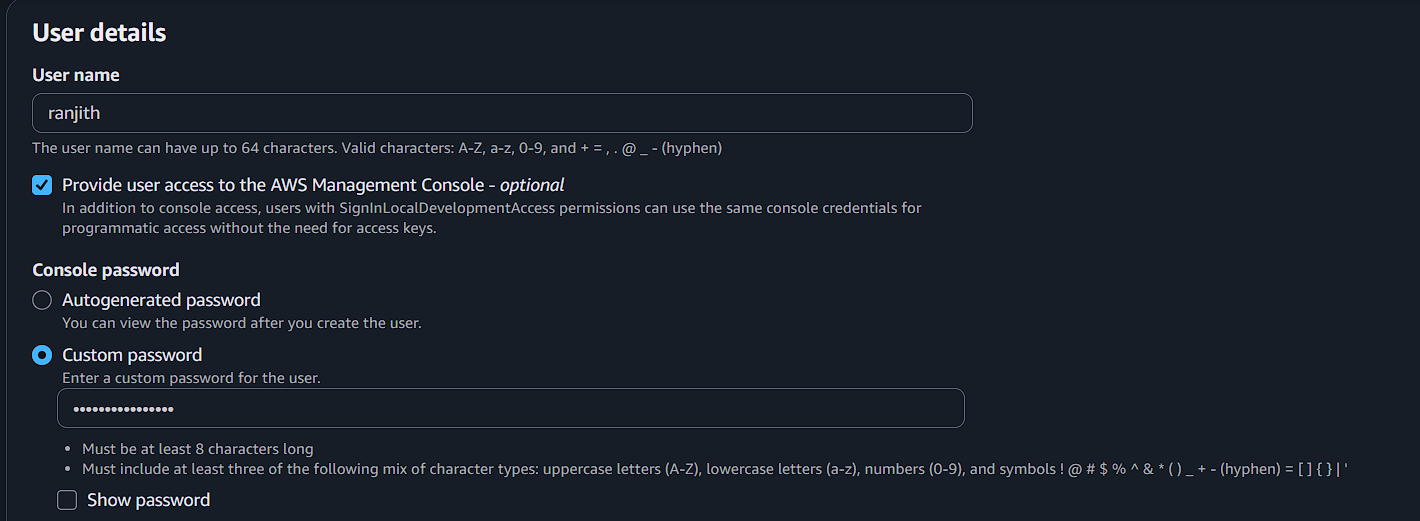 User details
User name
ranjith
The user name can have up to 64 characters. Valid characters: A-Z, a-z, 0-9, and + = , . @ _ - (hyphen)
Provide user access to the AWS Management Console - optional
In addition to console access, users with SignInLocalDevelopmentAccess permissions can use the same console credentials for
programmatic access without the need for access keys.
Console password
Autogenerated password
You can view the password after you create the user.
Custom password
Enter a custom password for the user.
••••••••••••••••
• Must be at least 8 characters long
• Must include at least three of the following mix of character types: uppercase letters (A-Z), lowercase letters (a-z), numbers (0-9), and symbols ! @ # $ % ^ & * ( ) _ + - (hyphen) = [ ] { } | '
Show password